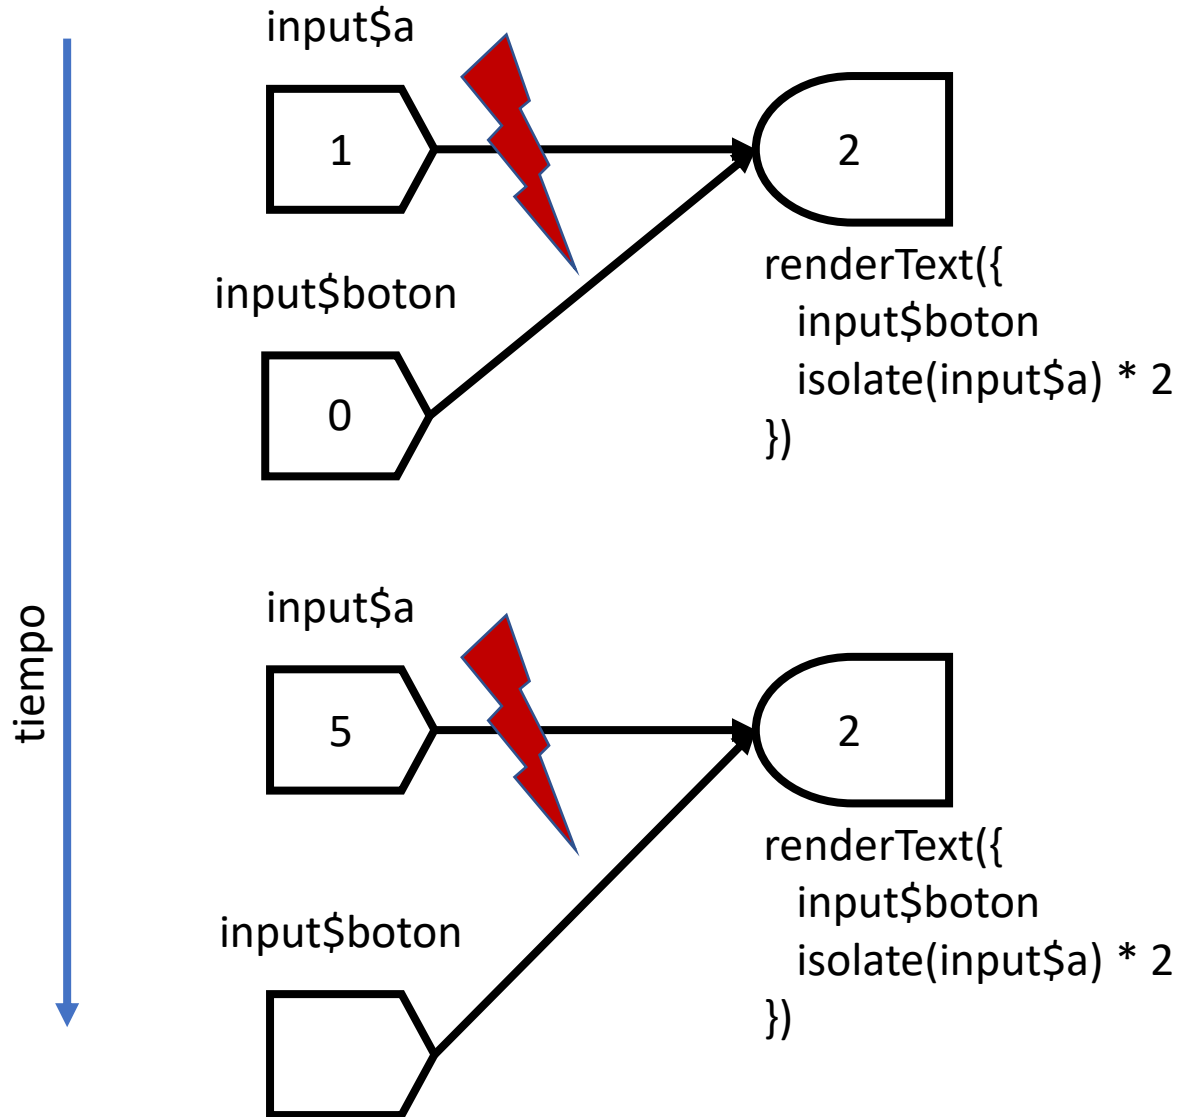 input$a
1
2
input$boton
0
renderText({
input$boton
isolate(input$a) * 2
})
tiempo
input$a
5
2
input$boton
renderText({
input$boton
isolate(input$a) * 2
})